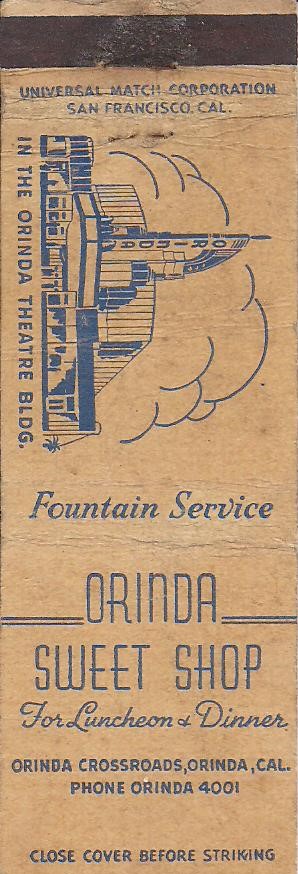 UNIVERSAL MATCH CORPORATION
SAN FRANCISCO, CAL.
ORINDA
IN THE ORINDA THEATRE BLDG.
Fountain Service
ORINDA
SWEET SHOP
For Luncheon & Dinner
ORINDA CROSSROADS, ORINDA, CAL.
PHONE ORINDA 4001
CLOSE COVER BEFORE STRIKING